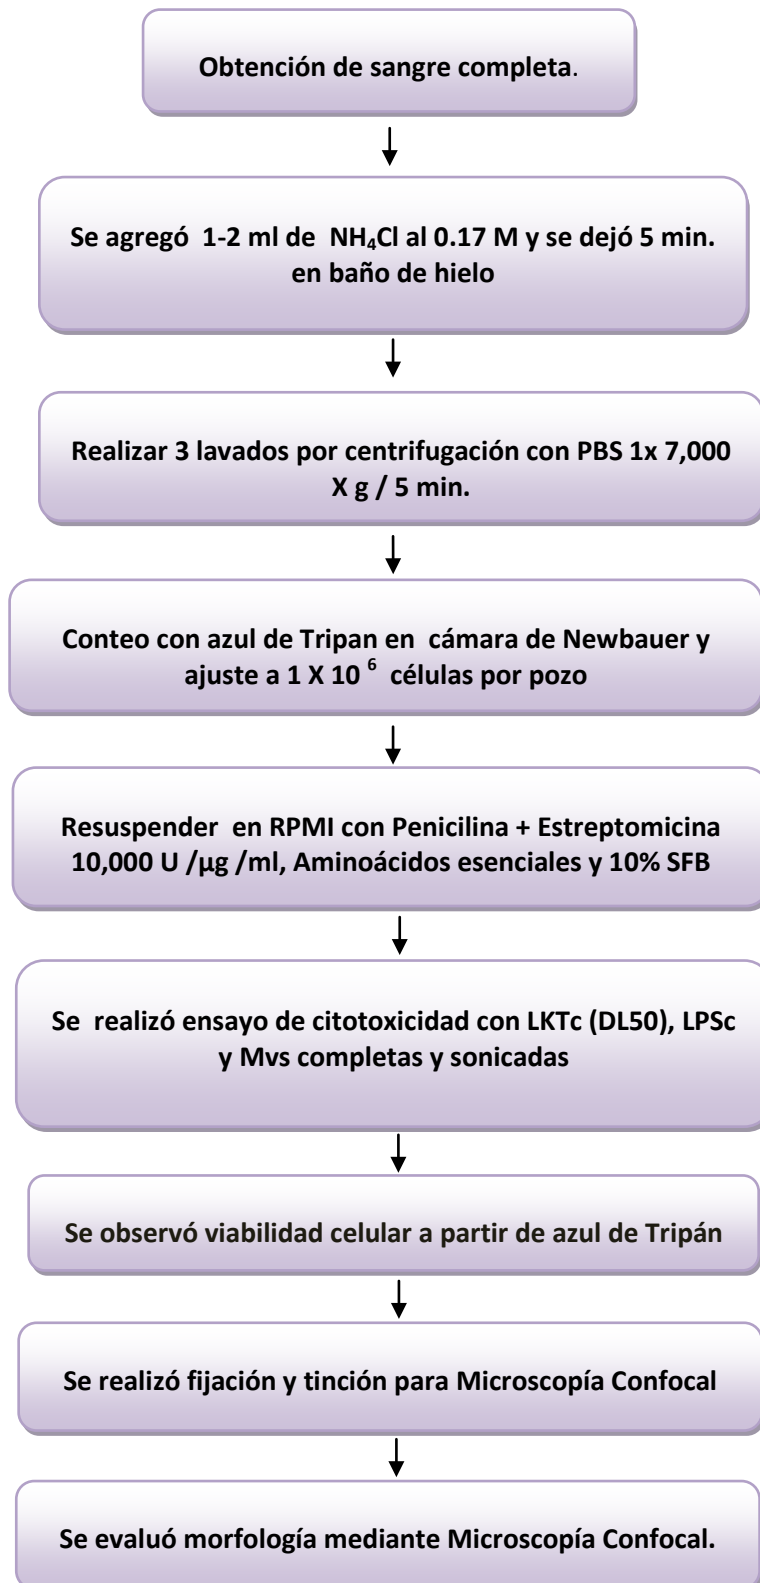 Obtención de sangre completa.
Se agregó 1-2 ml de NH₄Cl al 0.17 M y se dejó 5 min.
en baño de hielo
Realizar 3 lavados por centrifugación con PBS 1x 7,000
X g / 5 min.
Conteo con azul de Tripan en cámara de Newbauer y
ajuste a 1 X 10 ⁶ células por pozo
Resuspender en RPMI con Penicilina + Estreptomicina
10,000 U /µg /ml, Aminoácidos esenciales y 10% SFB
Se realizó ensayo de citotoxicidad con LKTc (DL50), LPSc
y Mvs completas y sonicadas
Se observó viabilidad celular a partir de azul de Tripán
Se realizó fijación y tinción para Microscopía Confocal
Se evaluó morfología mediante Microscopía Confocal.